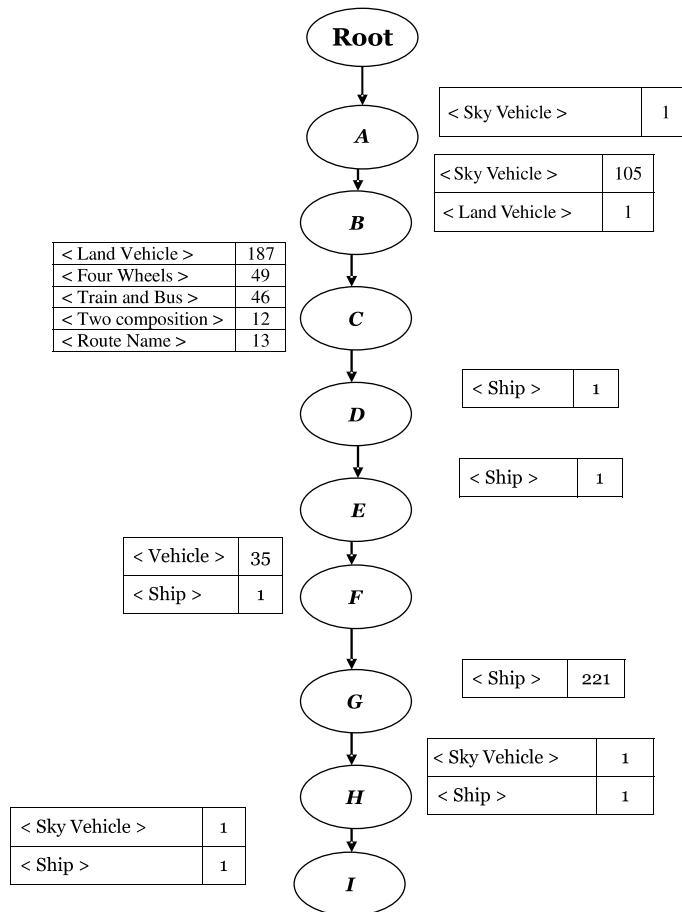 Root
A
< Sky Vehicle > 1
B
< Sky Vehicle > 105
< Land Vehicle > 1
< Land Vehicle > 187
< Four Wheels > 49
< Train and Bus > 46
< Two composition > 12
< Route Name > 13
C
D
< Ship > 1
E
< Ship > 1
< Vehicle > 35
< Ship > 1
F
G
< Ship > 221
H
< Sky Vehicle > 1
< Ship > 1
< Sky Vehicle > 1
< Ship > 1
I